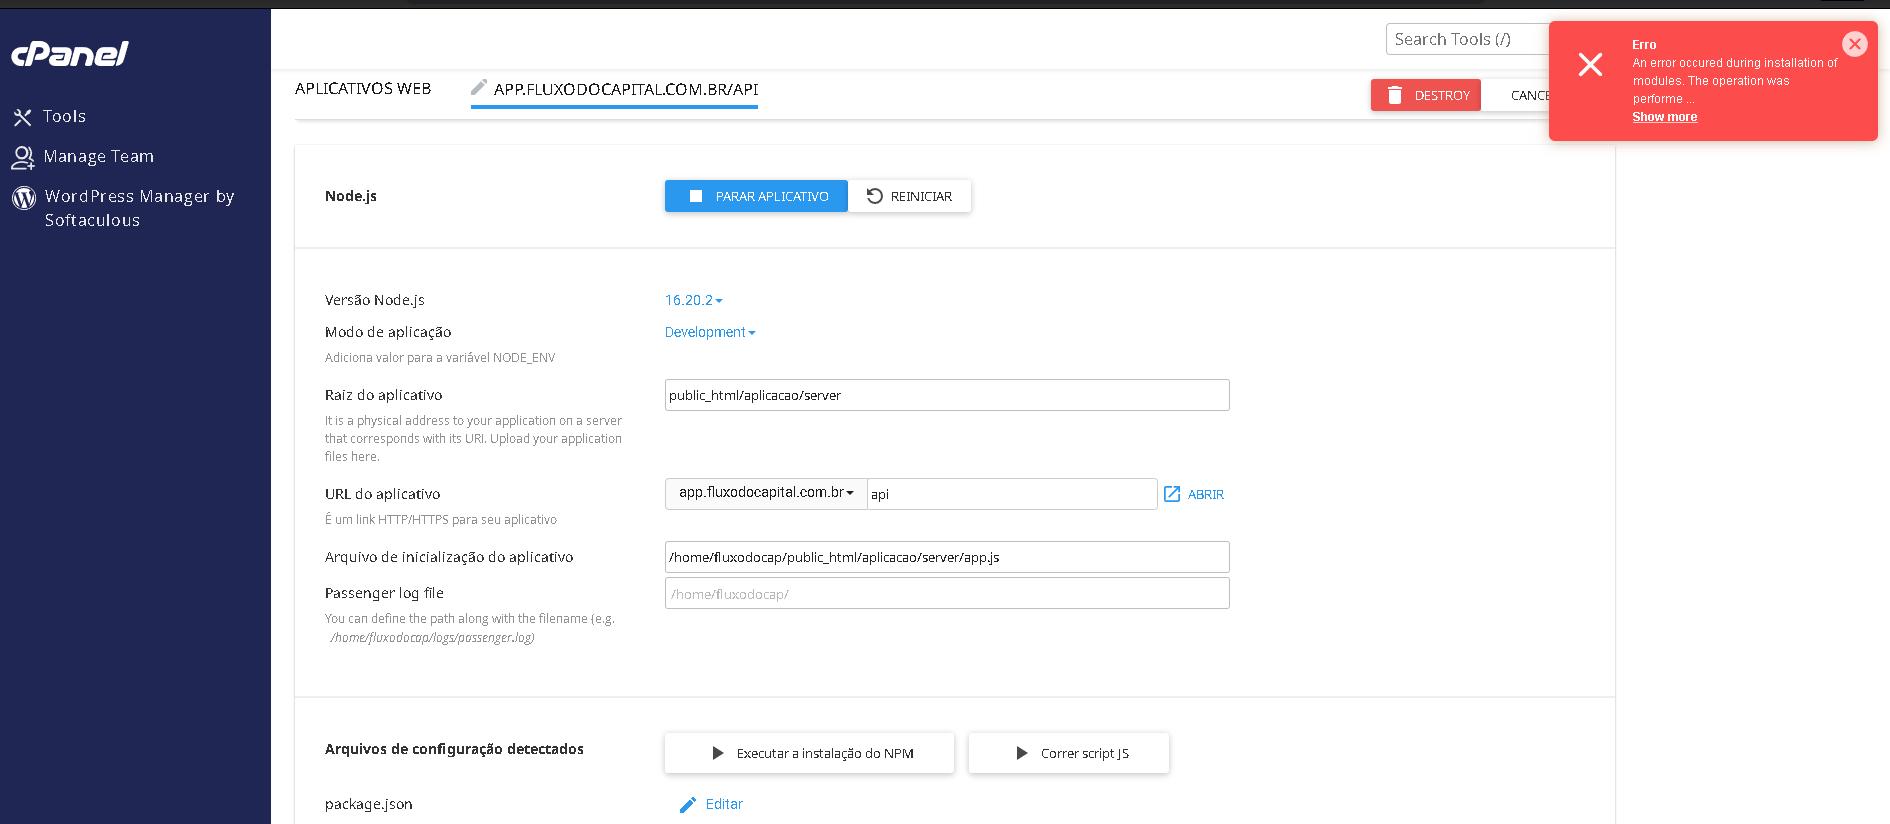 cPanel
Tools
Manage Team
WordPress Manager by
Softaculous
Search Tools (/)
APLICATIVOS WEB
APP.FLUXODOCAPITAL.COM.BR/API
DESTROY
CANCE
Erro
An error occured during installation of
modules. The operation was
performe ...
Show more
Node.js
PARAR APLICATIVO
REINICIAR
Versão Node.js
16.20.2
Modo de aplicação
Development
Adiciona valor para a variável NODE_ENV
Raiz do aplicativo
public_html/aplicacao/server
It is a physical address to your application on a server
that corresponds with its URI. Upload your application
files here.
URL do aplicativo
app.fluxodocapital.com.br
api
ABRIR
É um link HTTP/HTTPS para seu aplicativo
Arquivo de inicialização do aplicativo
/home/fluxodocap/public_html/aplicacao/server/app.js
Passenger log file
/home/fluxodocap/
You can define the path along with the filename (e.g.
/home/fluxodocap/logs/passenger.log)
Arquivos de configuração detectados
Executar a instalação do NPM
Correr script JS
package.json
Editar